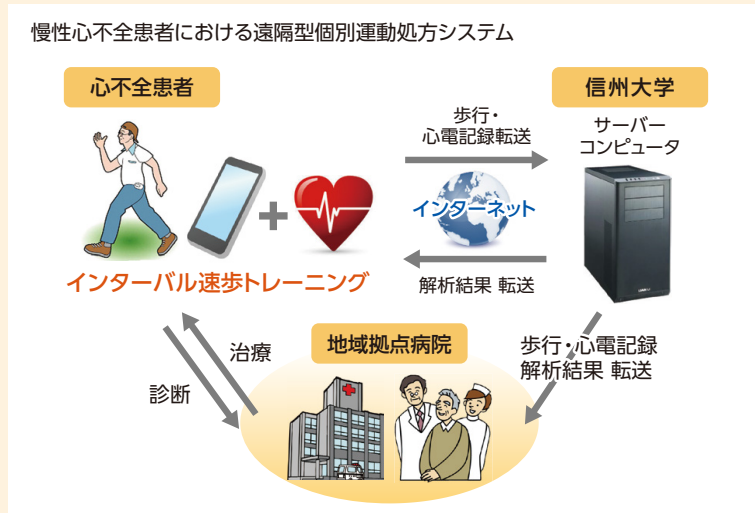 慢性心不全患者における遠隔型個別運動処方システム
心不全患者
信州大学
歩行・
心電記録転送
サーバー
コンピュータ
インターネット
インターバル速歩トレーニング
解析結果 転送
地域拠点病院
治療
診断
歩行・心電記録
解析結果 転送